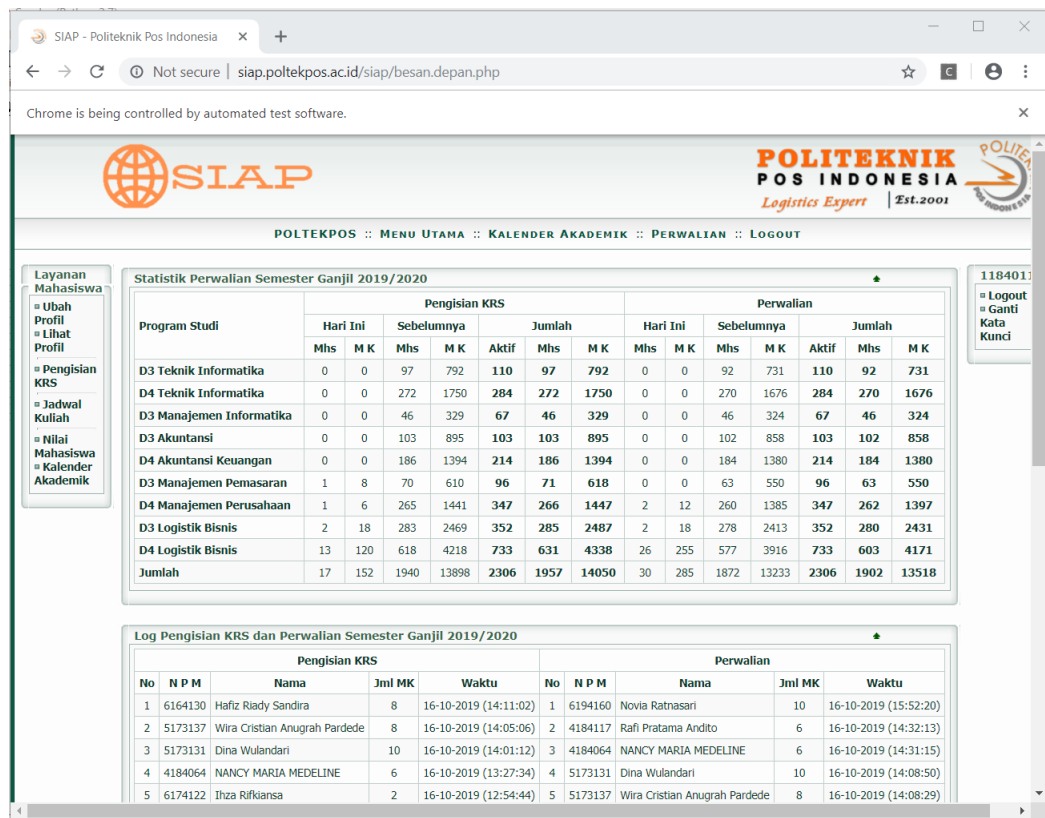 SIAP - Politeknik Pos Indonesia
Not secure | siap.poltekpos.ac.id/siap/besan.depan.php
Chrome is being controlled by automated test software.
SIAP
POLITEKNIK
POS INDONESIA
Logistics Expert | Est.2001
POLTEKPOS :: MENU UTAMA :: KALENDER AKADEMIK :: PERWALIAN :: LOGOUT
Layanan
Mahasiswa
Ubah
Profil
Lihat
Profil
Pengisian
KRS
Jadwal
Kuliah
Nilai
Mahasiswa
Kalender
Akademik
Statistik Perwalian Semester Ganjil 2019/2020
Program Studi Pengisian KRS Perwalian
Hari Ini Sebelumnya Jumlah Hari Ini Sebelumnya Jumlah
Mhs M K Mhs M K Aktif Mhs M K Mhs M K Mhs M K Aktif Mhs M K
D3 Teknik Informatika 0 0 97 792 110 97 792 0 0 92 731 110 92 731
D4 Teknik Informatika 0 0 272 1750 284 272 1750 0 0 270 1676 284 270 1676
D3 Manajemen Informatika 0 0 46 329 67 46 329 0 0 46 324 67 46 324
D3 Akuntansi 0 0 103 895 103 103 895 0 0 102 858 103 102 858
D4 Akuntansi Keuangan 0 0 186 1394 214 186 1394 0 0 184 1380 214 184 1380
D3 Manajemen Pemasaran 1 8 70 610 96 71 618 0 0 63 550 96 63 550
D4 Manajemen Perusahaan 1 6 265 1441 347 266 1447 2 12 260 1385 347 262 1397
D3 Logistik Bisnis 2 18 283 2469 352 285 2487 2 18 278 2413 352 280 2431
D4 Logistik Bisnis 13 120 618 4218 733 631 4338 26 255 577 3916 733 603 4171
Jumlah 17 152 1940 13898 2306 1957 14050 30 285 1872 13233 2306 1902 13518
118401
Logout
Ganti
Kata
Kunci
Log Pengisian KRS dan Perwalian Semester Ganjil 2019/2020
Pengisian KRS Perwalian
No N P M Nama Jml MK Waktu No N P M Nama Jml MK Waktu
1 6164130 Hafiz Riady Sandira 8 16-10-2019 (14:11:02) 1 6194160 Novia Ratnasari 10 16-10-2019 (15:52:20)
2 5173137 Wira Cristian Anugrah Pardede 8 16-10-2019 (14:05:06) 2 4184117 Rafi Pratama Andito 6 16-10-2019 (14:32:13)
3 5173131 Dina Wulandari 10 16-10-2019 (14:01:12) 3 4184064 NANCY MARIA MEDELINE 6 16-10-2019 (14:31:15)
4 4184064 NANCY MARIA MEDELINE 6 16-10-2019 (13:27:34) 4 5173131 Dina Wulandari 10 16-10-2019 (14:08:50)
5 6174122 Ihza Rifkiansa 2 16-10-2019 (12:54:44) 5 5173137 Wira Cristian Anugrah Pardede 8 16-10-2019 (14:08:29)